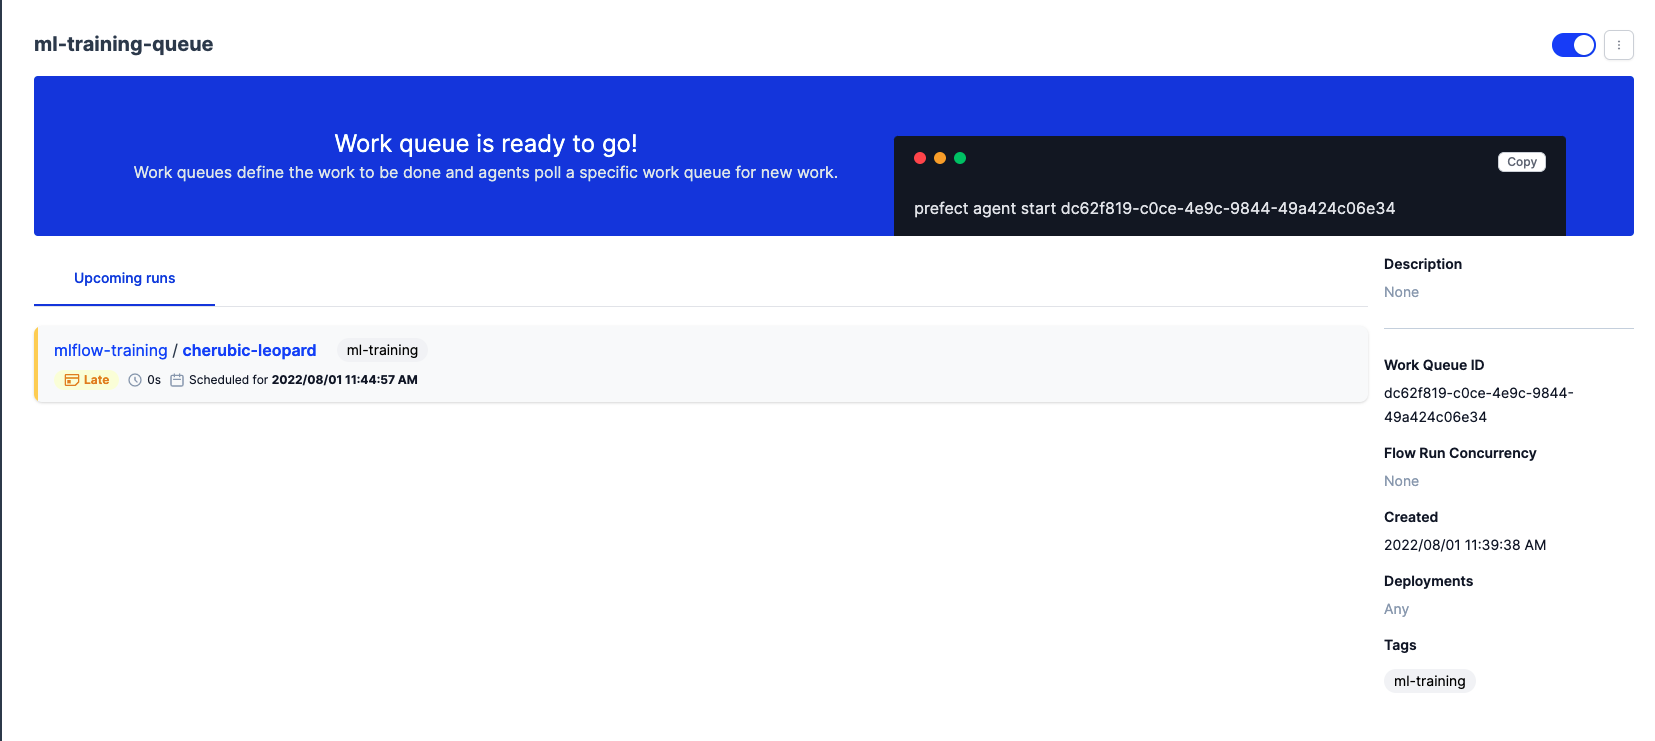 ml-training-queue
Work queue is ready to go!
Work queues define the work to be done and agents poll a specific work queue for new work.
Copy
prefect agent start dc62f819-c0ce-4e9c-9844-49a424c06e34
Upcoming runs
mlflow-training / cherubic-leopard ml-training
Late 0s Scheduled for 2022/08/01 11:44:57 AM
Description
None
Work Queue ID
dc62f819-c0ce-4e9c-9844-
49a424c06e34
Flow Run Concurrency
None
Created
2022/08/01 11:39:38 AM
Deployments
Any
Tags
ml-training